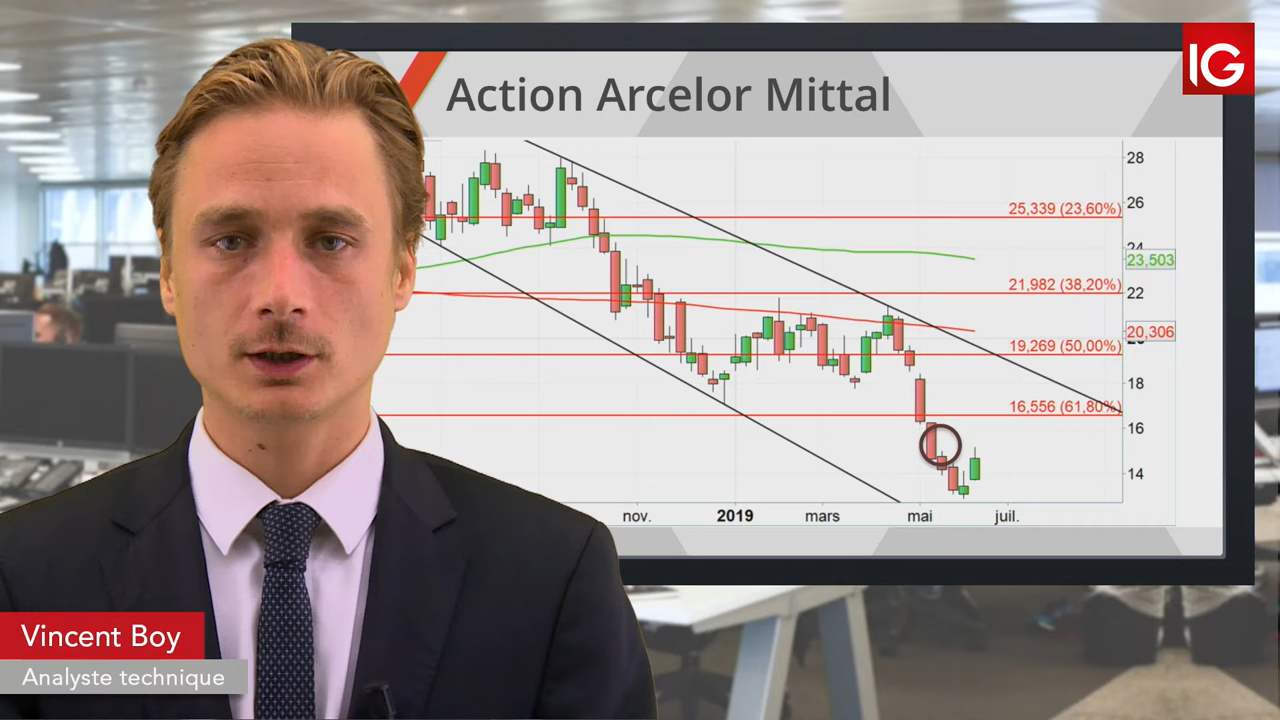 IG
Action Arcelor Mittal
28
26
24
22
18
16
14
25,339 (23,60%)
23,503
21,982 (38,20%)
20,306
19,269 (50,00%)
16,556 (61,80%)
nov. 2019 mars mai juil.
Vincent Boy
Analyste technique